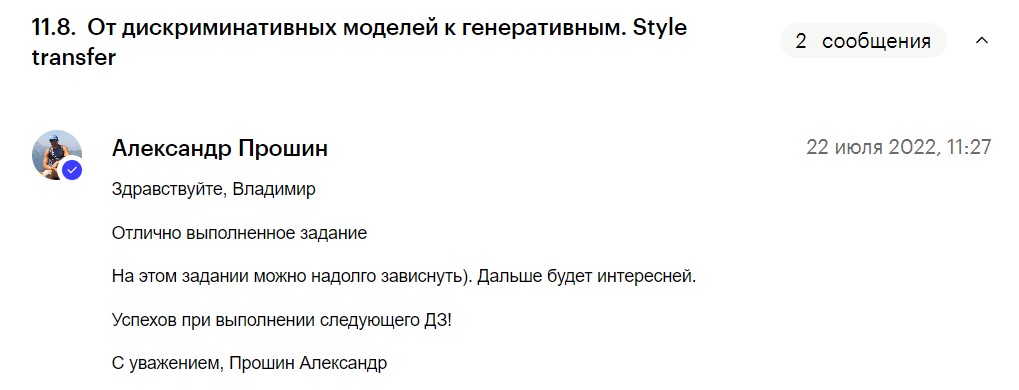 11.8. От дискриминативных моделей к генеративным. Style
transfer
2 сообщения
Александр Прошин
22 июля 2022, 11:27
Здравствуйте, Владимир
Отлично выполненное задание
На этом задании можно надолго зависнуть). Дальше будет интересней.
Успехов при выполнении следующего ДЗ!
С уважением, Прошин Александр